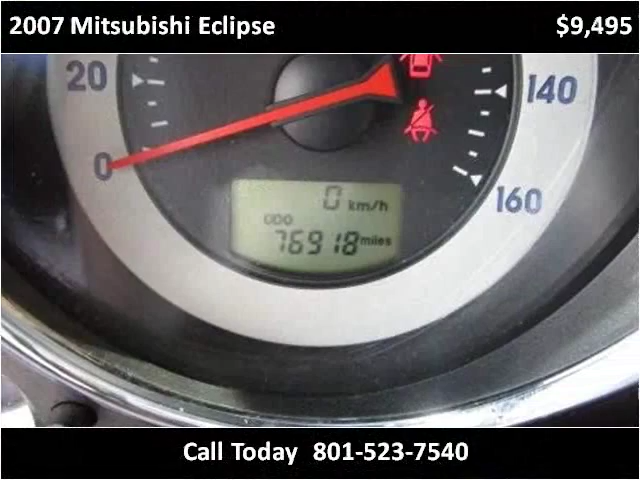 2007 Mitsubishi Eclipse $9,495
20 140
0
160
0 km/h
ODO
76918 miles
Call Today 801-523-7540